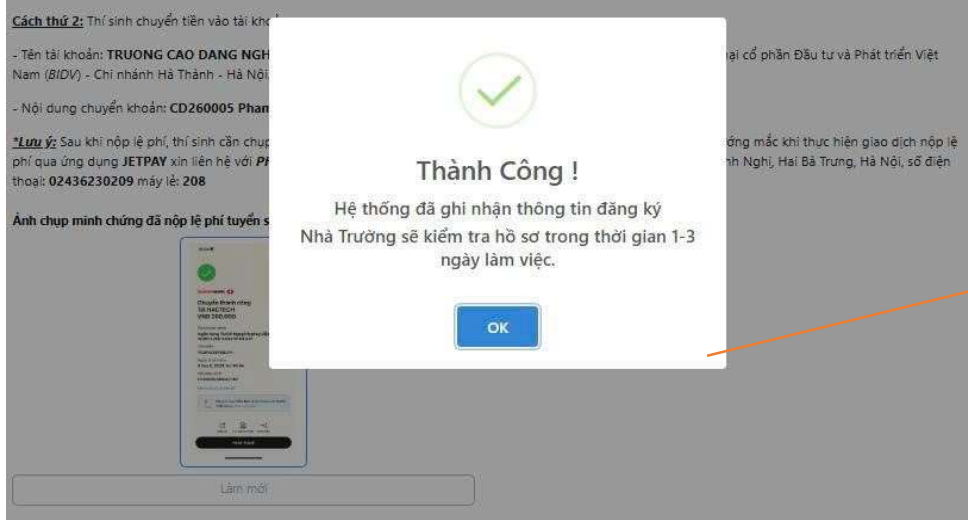 Cách thứ 2: Thí sinh chuyển tiền vào tài
- Tên tài khoản: TRUONG CAO DANG NGH
ại cổ phần Đầu tư và Phát triển Việt
Nam (BIDV) - Chi nhánh Hà Thành - Hà Nội
- Nội dung chuyển khoản: CD260005 Phan
*Lưu ý: Sau khi nộp lệ phí, thí sinh cần chụp
ớng mắc khi thực hiện giao dịch nộp lệ
phí qua ứng dụng JETPAY xin liên hệ với
nh Nghị, Hai Bà Trưng, Hà Nội, số điện
thoại: 02436230209 máy lẻ: 208
Ảnh chụp minh chứng đã nộp lệ phí tuyển s
Thành Công !
Hệ thống đã ghi nhận thông tin đăng ký
Nhà Trường sẽ kiểm tra hồ sơ trong thời gian 1-3
ngày làm việc.
OK
Chuyển thành công
Tới HACTECH
Làm mới